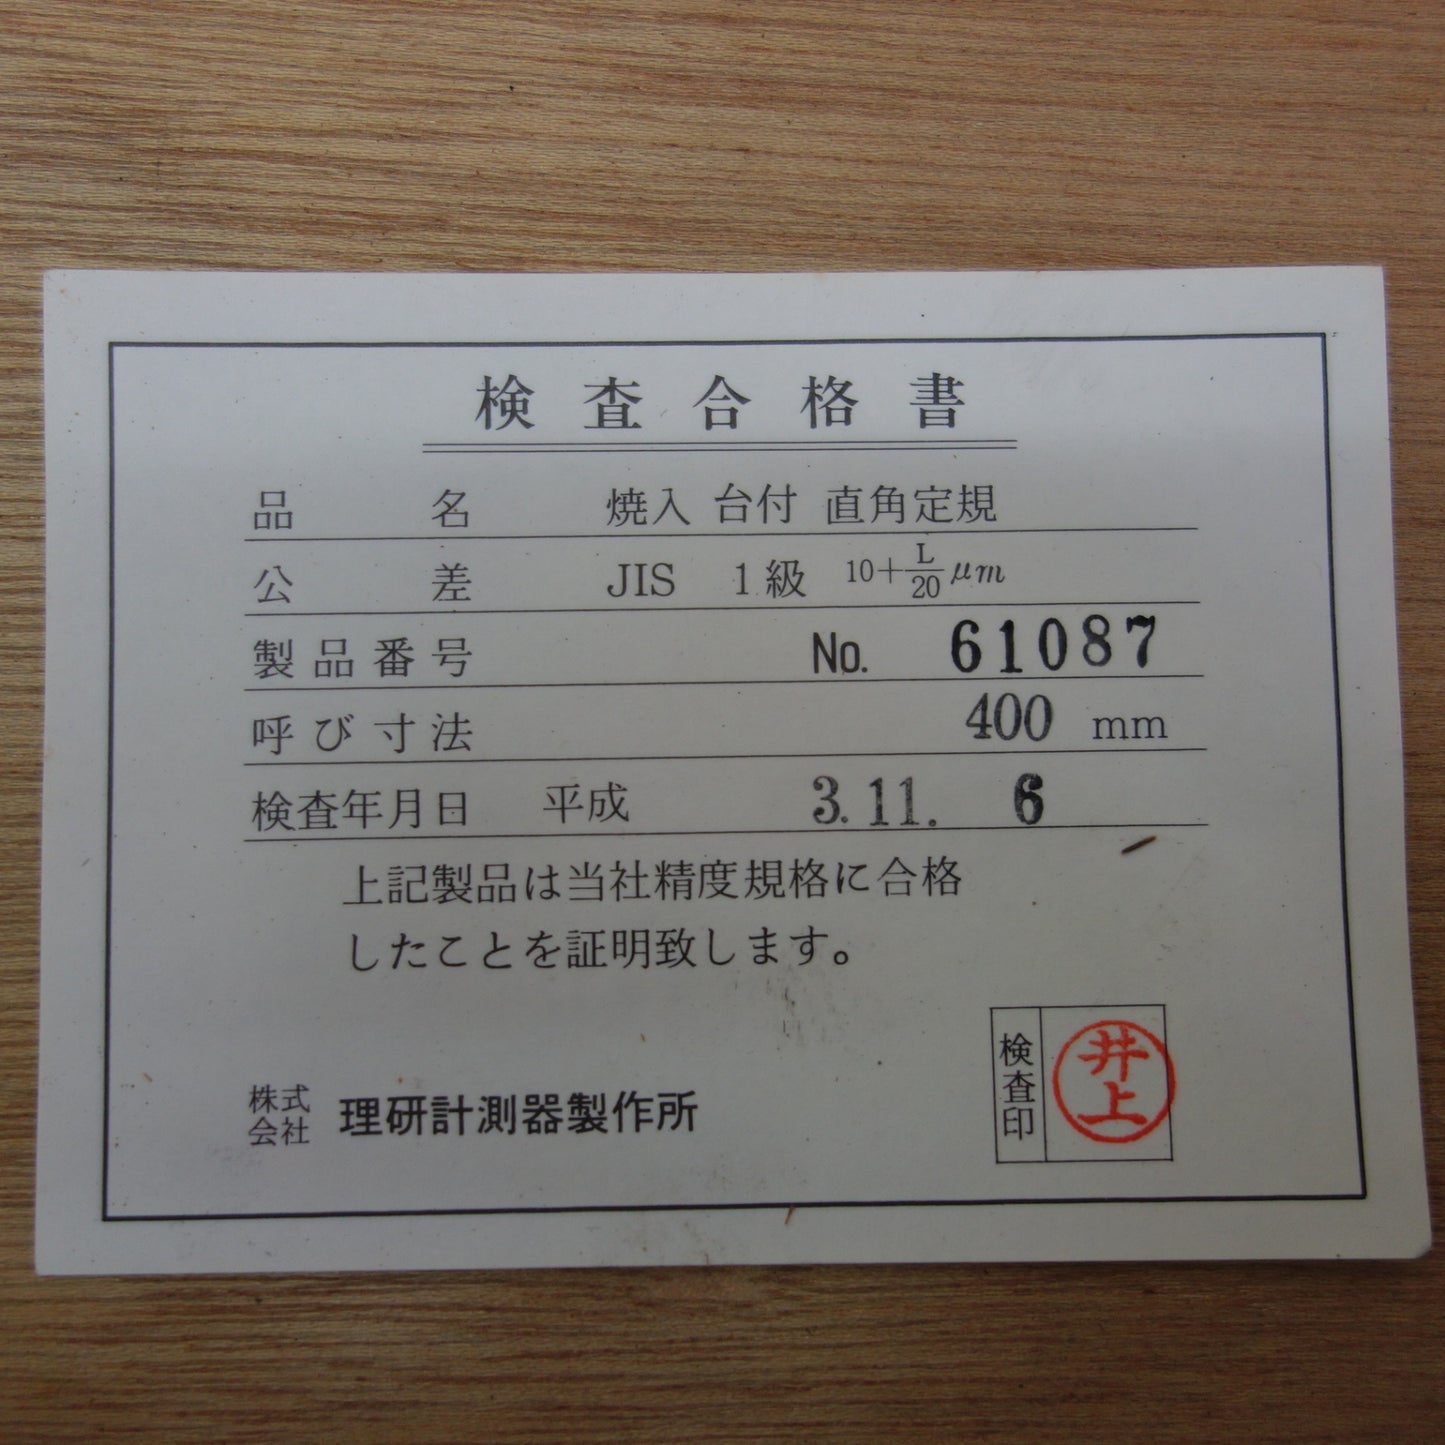 検査合格書
品名 焼入 台付 直角定規
公差 JIS 1級 10+L/20 μm
製品番号 No. 61087
呼び寸法 400 mm
検査年月日 平成 3.11. 6
上記製品は当社精度規格に合格
したことを証明致します。
株式会社 理研計測器製作所
検査印 井上